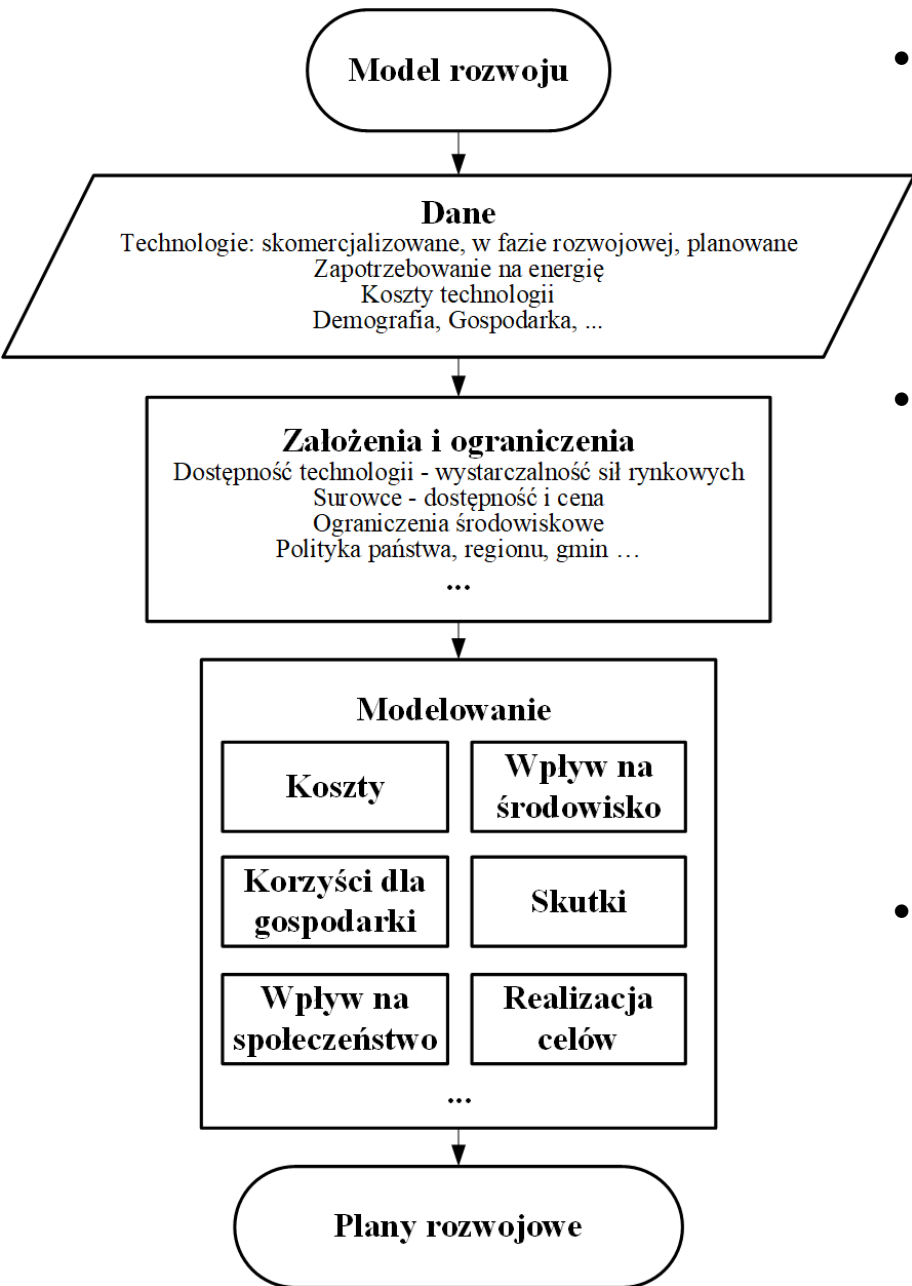 Model rozwoju
Dane
Technologie: skomercjalizowane, w fazie rozwojowej, planowane
Zapotrzebowanie na energię
Koszty technologii
Demografia, Gospodarka, ...
Założenia i ograniczenia
Dostępność technologii - wystarczalność sił rynkowych
Surowce - dostępność i cena
Ograniczenia środowiskowe
Polityka państwa, regionu, gmin …
...
Modelowanie
Koszty
Wpływ na
środowisko
Korzyści dla
gospodarki
Skutki
Wpływ na
społeczeństwo
Realizacja
celów
...
Plany rozwojowe